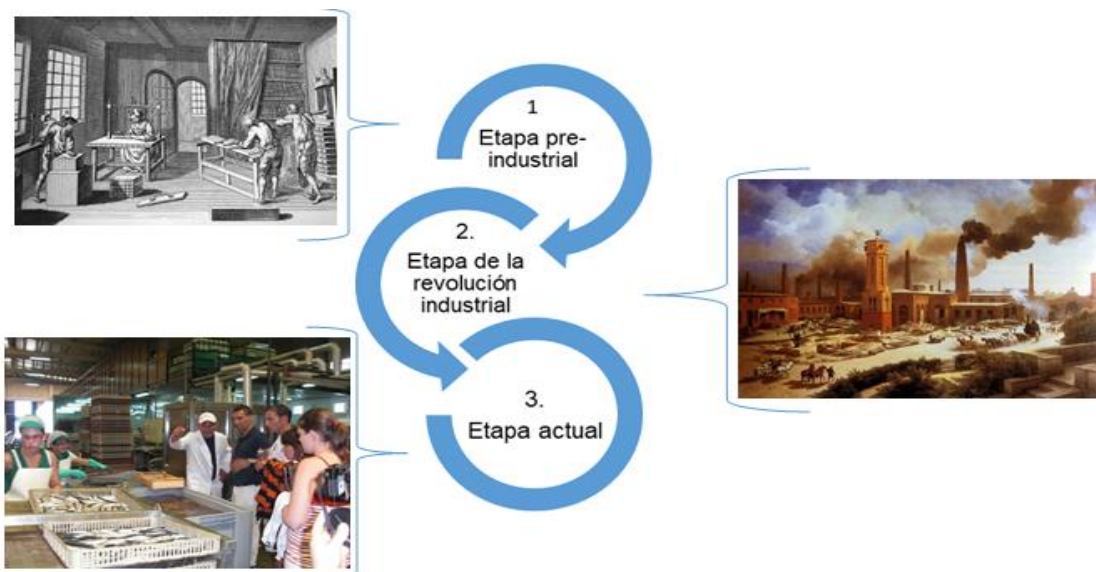 1
Etapa pre-
industrial
2.
Etapa de la
revolución
industrial
3.
Etapa actual